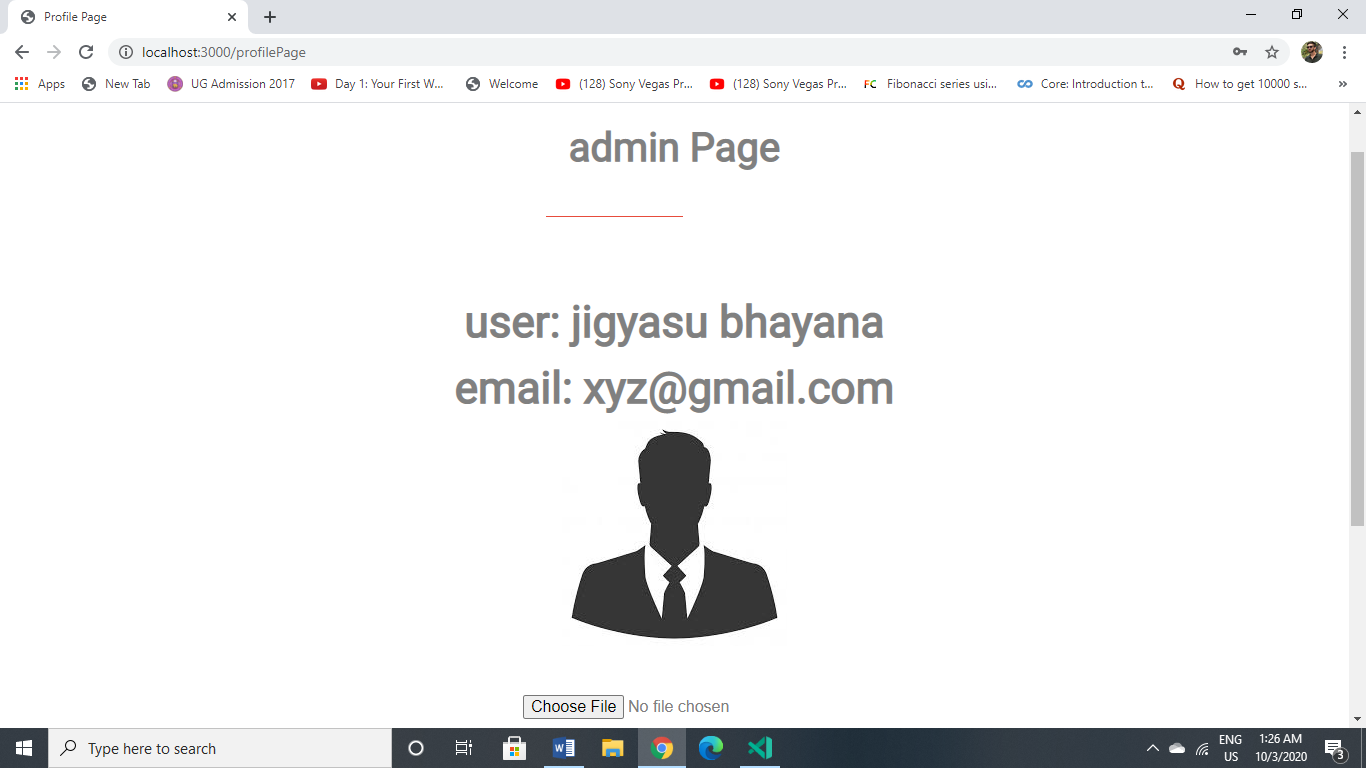 Profile Page
localhost:3000/profilePage
Apps New Tab UG Admission 2017 Day 1: Your First W... Welcome (128) Sony Vegas Pr... (128) Sony Vegas Pr... FC Fibonacci series usi... Core: Introduction t... Q How to get 10000 s... »
admin Page
user: jigyasu bhayana
email: xyz@gmail.com
Choose File No file chosen
Type here to search
ENG 1:26 AM
US 10/3/2020 3